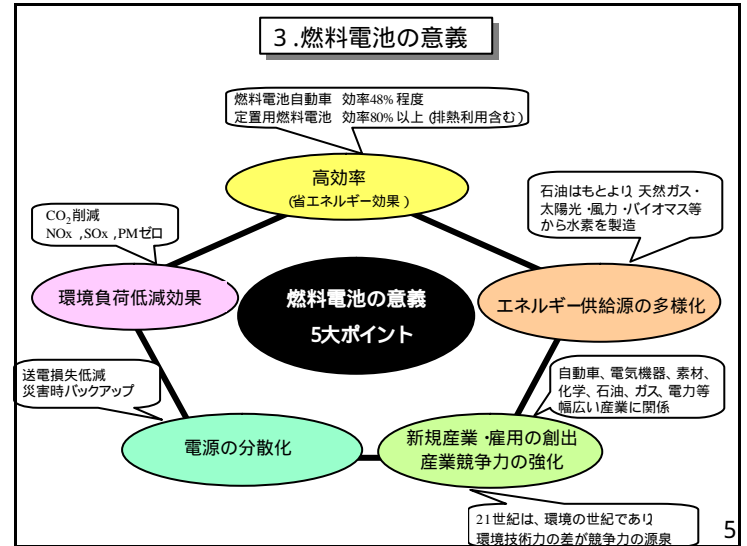 3.燃料電池の意義
燃料電池自動車 効率48%程度
定置用燃料電池 効率80%以上(排熱利用含む)
高効率
(省エネルギー効果)
CO2削減
NOx,SOx,PMゼロ
石油はもとより、天然ガス・
太陽光・風力・バイオマス等
から水素を製造
環境負荷低減効果
燃料電池の意義
5大ポイント
エネルギー供給源の多様化
送電損失低減
災害時バックアップ
自動車、電気機器、素材、
化学、石油、ガス、電力等
幅広い産業に関係
電源の分散化
新規産業・雇用の創出
産業競争力の強化
21世紀は、環境の世紀であり、
環境技術力の差が競争力の源泉
5